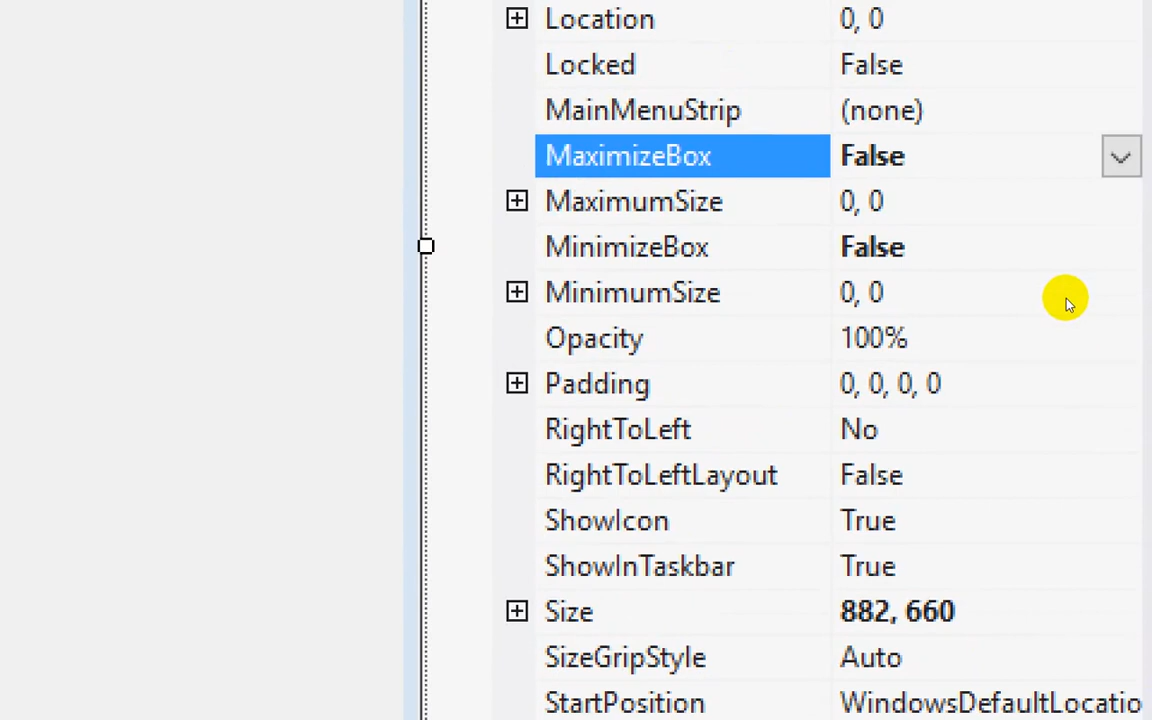 Location 0, 0
Locked False
MainMenuStrip (none)
MaximizeBox False
MaximumSize 0, 0
MinimizeBox False
MinimumSize 0, 0
Opacity 100%
Padding 0, 0, 0, 0
RightToLeft No
RightToLeftLayout False
ShowIcon True
ShowInTaskbar True
Size 882, 660
SizeGripStyle Auto
StartPosition WindowsDefaultLocatio